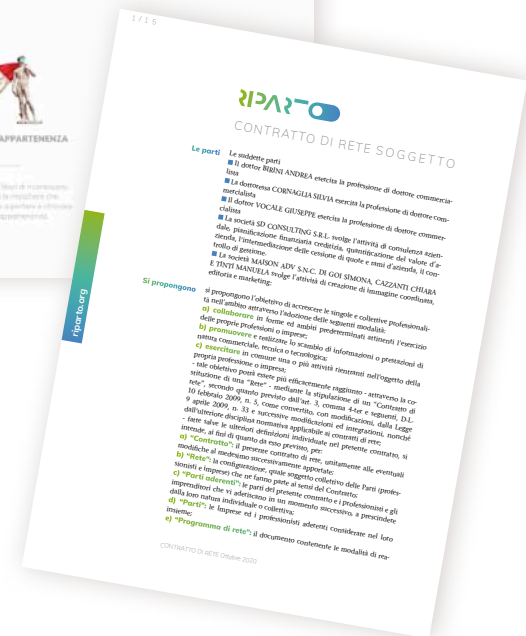 APPARTENENZA
1/15
RIPARTO
CONTRATTO DI RETE SOGGETTO
riparto.org
Le parti
Le suddette parti
Il dottor BIRINI ANDREA esercita la professione di dottore commercia-
lista
La dottoressa CORNAGLIA SILVIA esercita la professione di dottore com-
mercialista
Il dottor VOCALE GIUSEPPE esercita la professione di dottore commer-
cialista
La società SD CONSULTING S.R.L. svolge l'attività di consulenza azien-
dale, pianificazione finanziaria creditizia, quantificazione del valore d'a-
zienda, l'intermediazione delle cessione di quote e rami d'azienda, il con-
trollo di gestione.
La società MAISON ADV S.N.C. DI GOI SIMONA, CAZZANTI CHIARA
E TINTI MANUELA svolge l'attività di creazione di immagine coordinata,
editoria e marketing;
Si propongono
si propongono l'obiettivo di accrescere le singole e collettive professionali-
tà nell'ambito attraverso l'adozione delle seguenti modalità:
a) collaborare in forme ed ambiti predeterminati attinenti l'esercizio
delle proprie professioni o imprese;
b) promuovere e realizzare lo scambio di informazioni o prestazioni di
natura commerciale, tecnica o tecnologica;
c) esercitare in comune una o più attività rientranti nell'oggetto della
propria professione o impresa;
- tale obiettivo potrà essere più efficacemente raggiunto - attraverso la co-
stituzione di una "Rete" - mediante la stipulazione di un "Contratto di
rete", secondo quanto previsto dall'art. 3, comma 4-ter e seguenti, D.L.
10 febbraio 2009, n. 5, come convertito, con modificazioni, dalla Legge
9 aprile 2009, n. 33 e successive modificazioni ed integrazioni, nonché
dall'ulteriore disciplina normativa applicabile ai contratti di rete;
- fatte salve le ulteriori definizioni individuate nel presente contratto, si
intende, ai fini di quanto da esso previsto, per:
a) "Contratto": il presente contratto di rete, unitamente alle eventuali
modifiche al medesimo successivamente apportate;
b) "Rete": la configurazione, quale soggetto collettivo delle Parti (profes-
sionisti e imprese) che ne fanno parte ai sensi del Contratto;
c) "Parti aderenti": le parti del presente contratto e i professionisti e gli
imprenditori che vi aderiscano in un momento successivo, a prescindere
dalla loro natura individuale o collettiva;
d) "Parti": le Imprese ed i professionisti aderenti considerate nel loro
insieme;
e) "Programma di rete": il documento contenente le modalità di rea-
CONTRATTO DI RETE Ottobre 2020